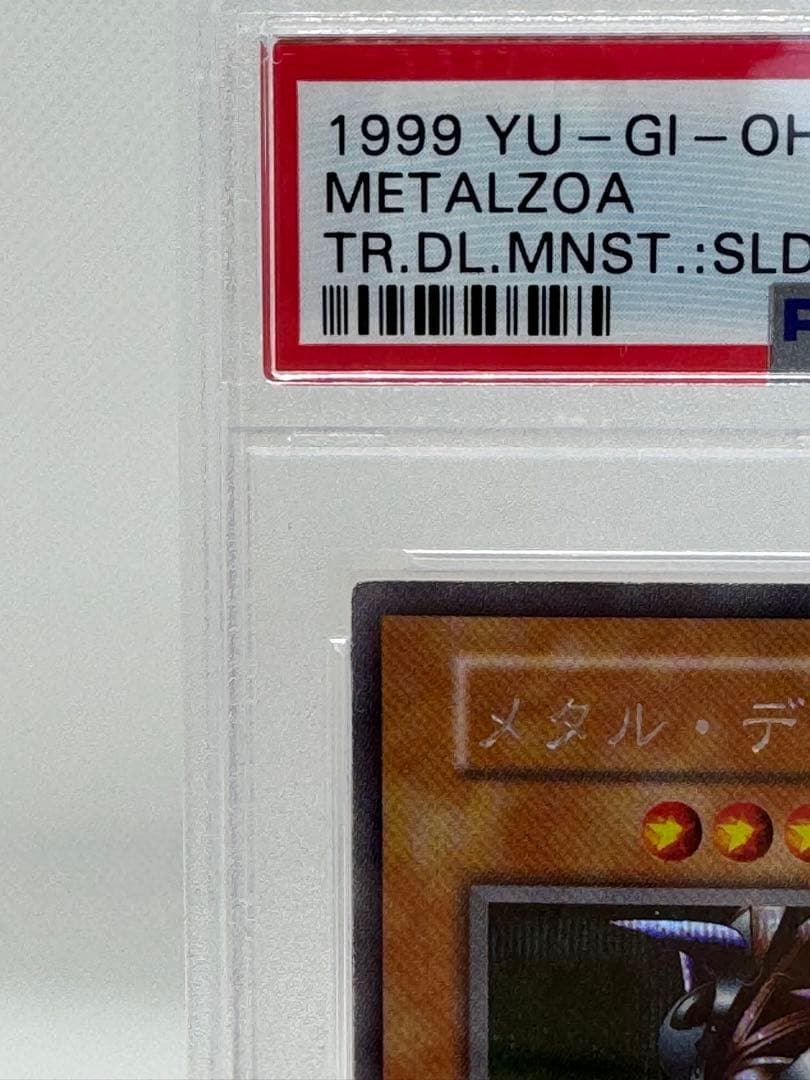 1999 YU-GI-OH
METALZOA
TR.DL.MNST.:SLD
P
メタル・デ